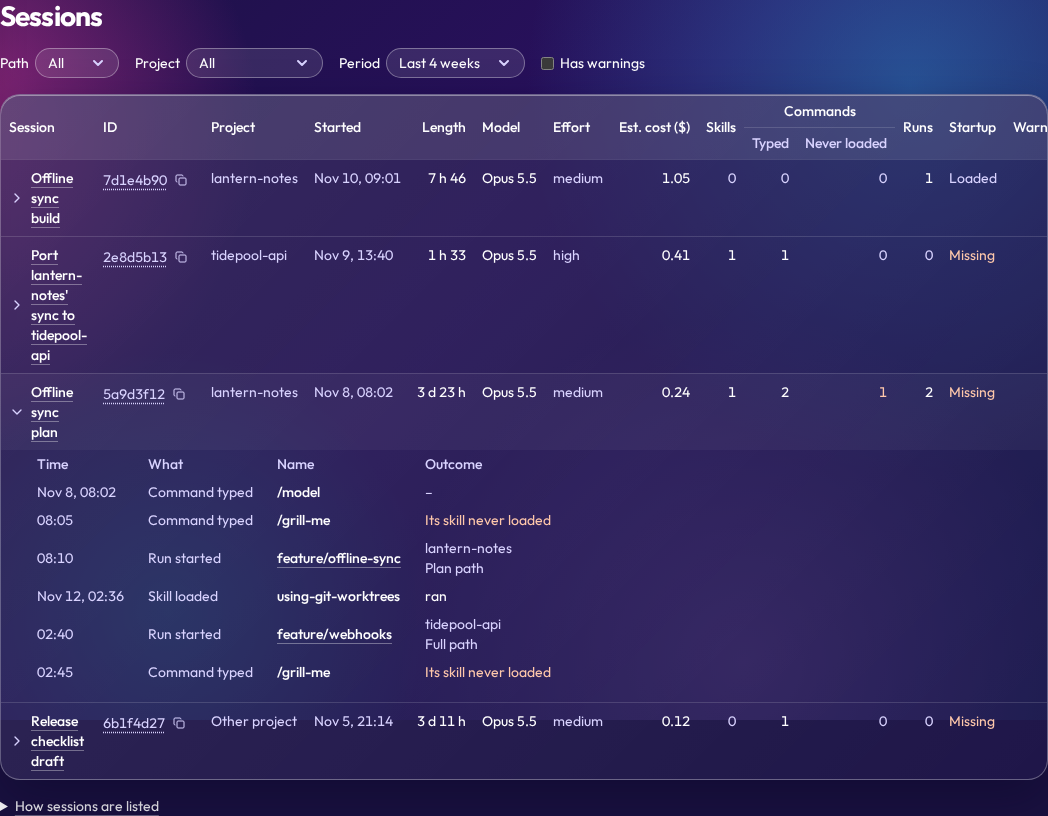 Sessions
Path All Project All Period Last 4 weeks Has warnings
Commands
Session ID Project Started Length Model Effort Est. cost ($) Skills Runs Startup Warn
Typed Never loaded
Offline sync build 7d1e4b90 lantern-notes Nov 10, 09:01 7 h 46 Opus 5.5 medium 1.05 0 0 0 1 Loaded
Port lantern-notes' sync to tidepool-api 2e8d5b13 tidepool-api Nov 9, 13:40 1 h 33 Opus 5.5 high 0.41 1 1 0 0 Missing
Offline sync plan 5a9d3f12 lantern-notes Nov 8, 08:02 3 d 23 h Opus 5.5 medium 0.24 1 2 1 2 Missing
Time What Name Outcome
Nov 8, 08:02 Command typed /model –
08:05 Command typed /grill-me Its skill never loaded
08:10 Run started feature/offline-sync lantern-notes Plan path
Nov 12, 02:36 Skill loaded using-git-worktrees ran
02:40 Run started feature/webhooks tidepool-api Full path
02:45 Command typed /grill-me Its skill never loaded
Release checklist draft 6b1f4d27 Other project Nov 5, 21:14 3 d 11 h Opus 5.5 medium 0.12 0 1 0 0 Missing
How sessions are listed